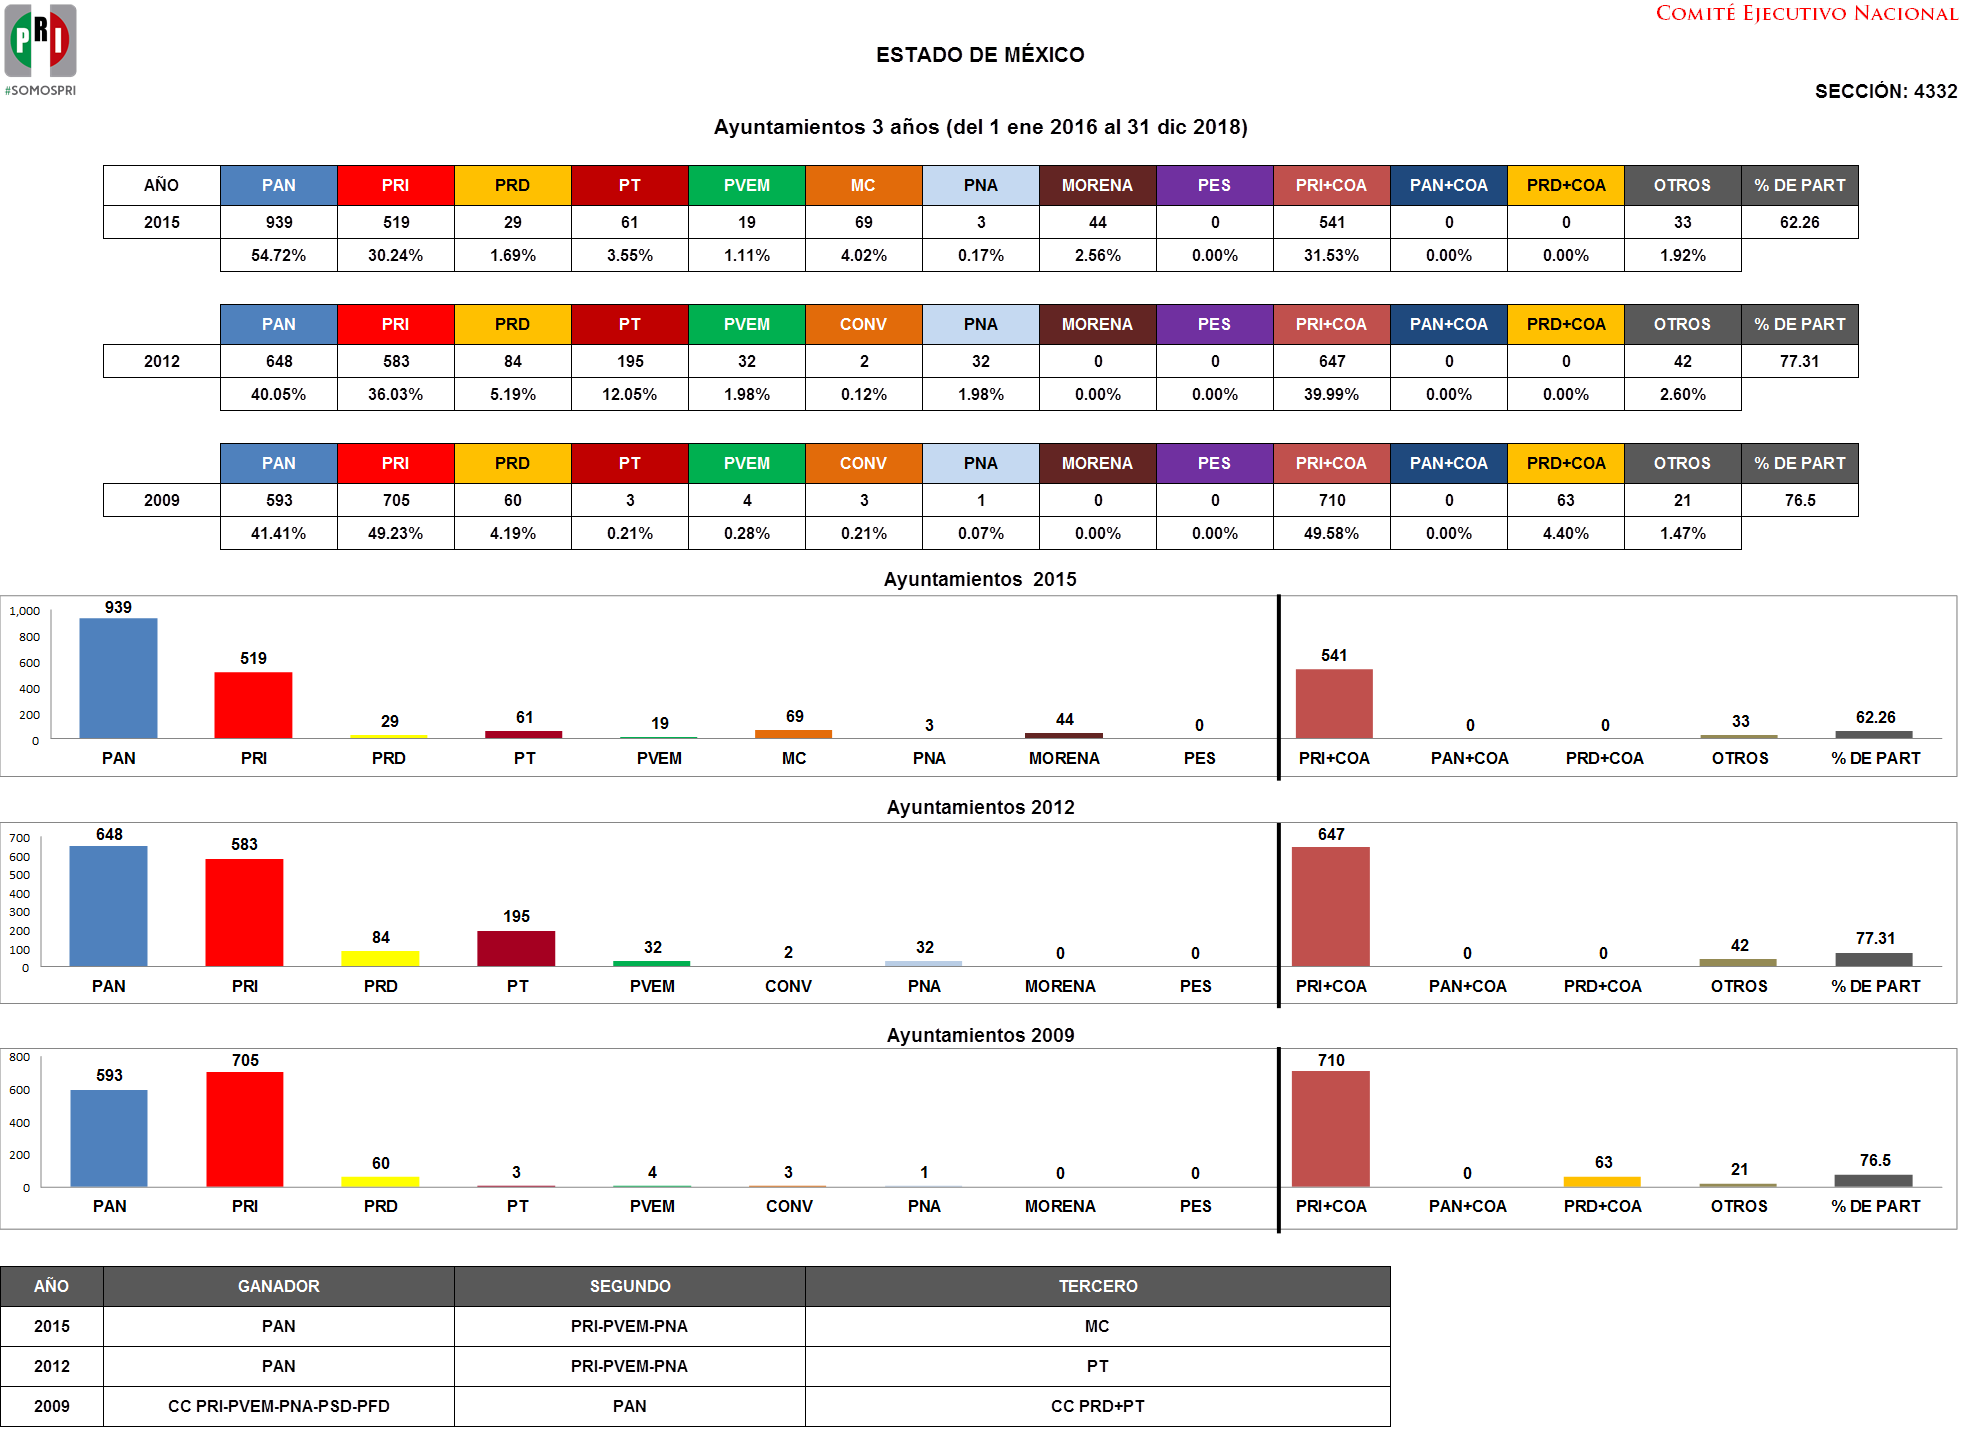 PRI
#SOMOSPRI
COMITÉ EJECUTIVO NACIONAL
ESTADO DE MÉXICO
SECCIÓN: 4332
Ayuntamientos 3 años (del 1 ene 2016 al 31 dic 2018)
AÑO PAN PRI PRD PT PVEM MC PNA MORENA PES PRI+COA PAN+COA PRD+COA OTROS % DE PART
2015 939 519 29 61 19 69 3 44 0 541 0 0 33 62.26
54.72% 30.24% 1.69% 3.55% 1.11% 4.02% 0.17% 2.56% 0.00% 31.53% 0.00% 0.00% 1.92%
PAN PRI PRD PT PVEM CONV PNA MORENA PES PRI+COA PAN+COA PRD+COA OTROS % DE PART
2012 648 583 84 195 32 2 32 0 0 647 0 0 42 77.31
40.05% 36.03% 5.19% 12.05% 1.98% 0.12% 1.98% 0.00% 0.00% 39.99% 0.00% 0.00% 2.60%
PAN PRI PRD PT PVEM CONV PNA MORENA PES PRI+COA PAN+COA PRD+COA OTROS % DE PART
2009 593 705 60 3 4 3 1 0 0 710 0 63 21 76.5
41.41% 49.23% 4.19% 0.21% 0.28% 0.21% 0.07% 0.00% 0.00% 49.58% 0.00% 4.40% 1.47%
Ayuntamientos 2015
1,000
800
600
400
200
0
939 519 29 61 19 69 3 44 0 541 0 0 33 62.26
PAN PRI PRD PT PVEM MC PNA MORENA PES PRI+COA PAN+COA PRD+COA OTROS % DE PART
Ayuntamientos 2012
700
600
500
400
300
200
100
0
648 583 84 195 32 2 32 0 0 647 0 0 42 77.31
PAN PRI PRD PT PVEM CONV PNA MORENA PES PRI+COA PAN+COA PRD+COA OTROS % DE PART
Ayuntamientos 2009
800
600
400
200
0
593 705 60 3 4 3 1 0 0 710 0 63 21 76.5
PAN PRI PRD PT PVEM CONV PNA MORENA PES PRI+COA PAN+COA PRD+COA OTROS % DE PART
AÑO GANADOR SEGUNDO TERCERO
2015 PAN PRI-PVEM-PNA MC
2012 PAN PRI-PVEM-PNA PT
2009 CC PRI-PVEM-PNA-PSD-PFD PAN CC PRD+PT